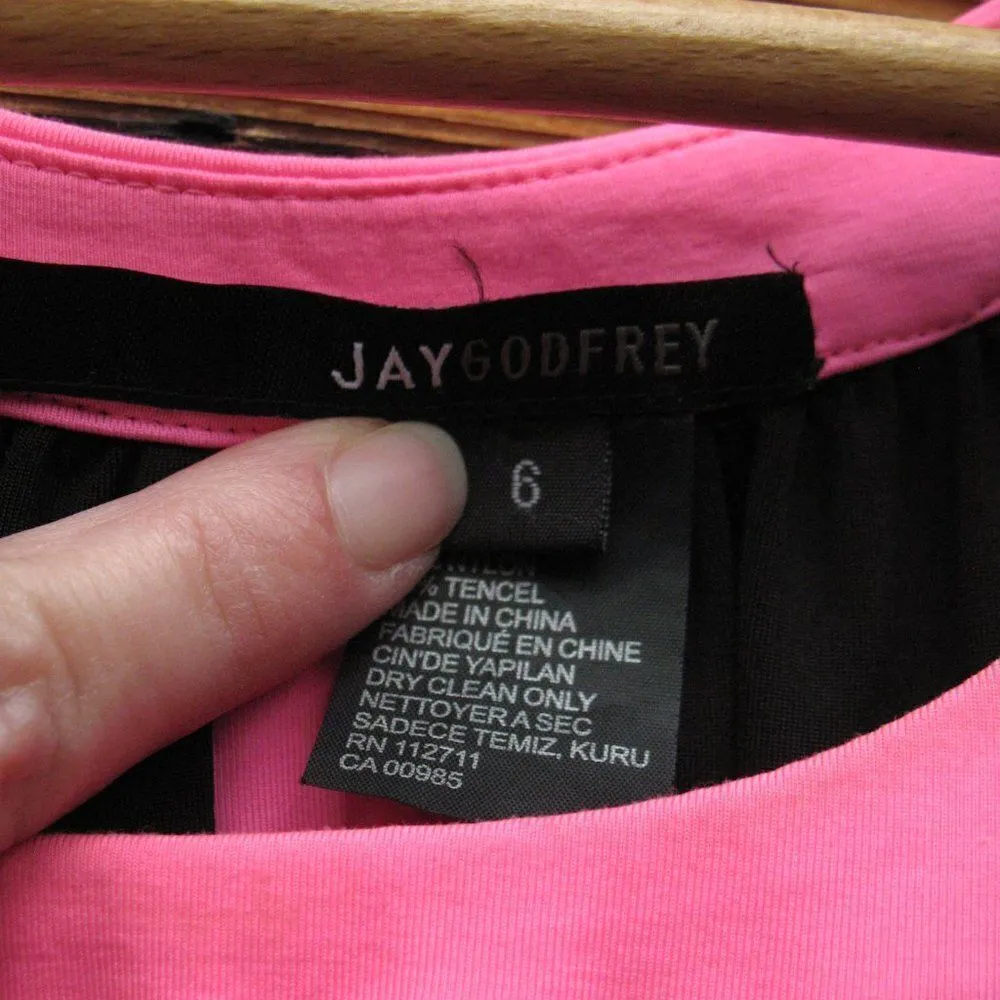 JAYGODFREY
6
% TENCEL
MADE IN CHINA
FABRIQUÉ EN CHINE
CIN'DE YAPILAN
DRY CLEAN ONLY
NETTOYER A SEC
SADECE TEMIZ, KURU
RN 112711
CA 00985